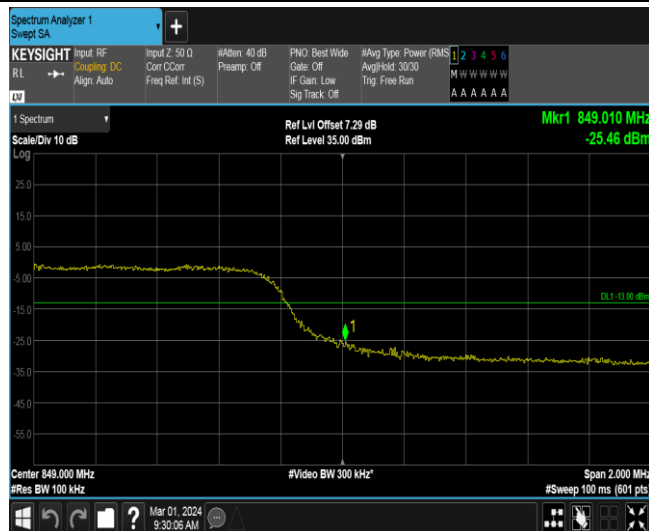 Spectrum Analyzer 1
Swept SA
+
KEYSIGHT
RL
Input: RF
Coupling: DC
Align: Auto
Input Z: 50 Ω
Corr CCorr
Freq Ref: Int (S)
#Atten: 40 dB
Preamp: Off
PNO: Best Wide
Gate: Off
IF Gain: Low
Sig Track: Off
#Avg Type: Power (RMS
Avg|Hold: 30/30
Trig: Free Run
1 2 3 4 5 6
M W W W W W
A A A A A A
1 Spectrum
Scale/Div 10 dB
Log
Ref Lvl Offset 7.29 dB
Ref Level 35.00 dBm
Mkr1 849.010 MHz
-25.46 dBm
25.0
15.0
5.00
-5.00
-15.0
-25.0
-35.0
-45.0
-55.0
DL1 -13.00 dBm
1
Center 849.000 MHz
#Res BW 100 kHz
#Video BW 300 kHz*
Span 2.000 MHz
#Sweep 100 ms (601 pts)
?
Mar 01, 2024
9:30:06 AM